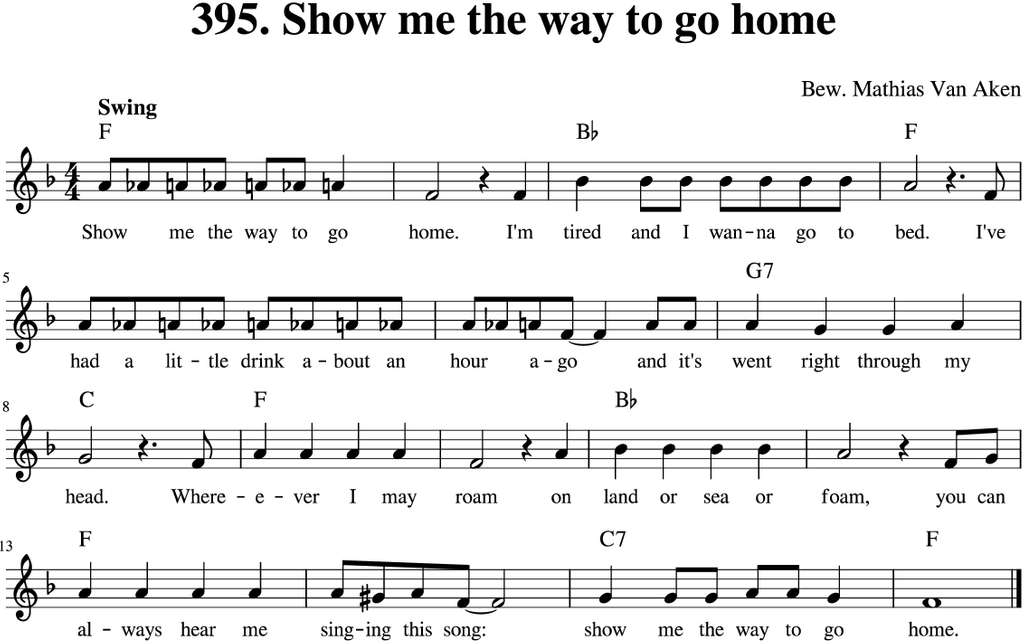 395. Show me the way to go home
Bew. Mathias Van Aken
Swing
F B♭ F
Show me the way to go home. I'm tired and I wan-na go to bed. I've
5
G7
had a lit-tle drink a-bout an hour a-go and it's went right through my
8
C F B♭
head. Where-e-ver I may roam on land or sea or foam, you can
13
F C7 F
al-ways hear me sing-ing this song: show me the way to go home.